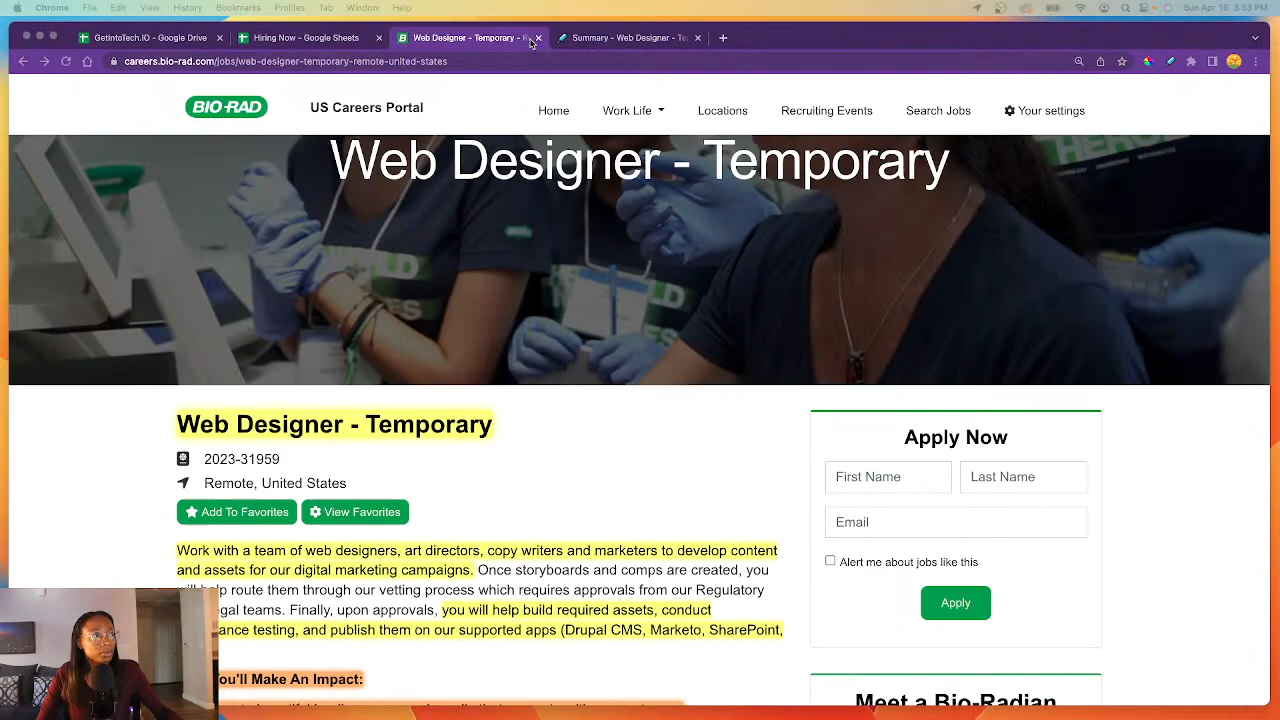 Chrome File Edit View History Bookmarks Profiles Tab Window Help Sun Apr 16 3:53 PM
GetIntoTech.IO - Google Drive Hiring Now - Google Sheets Web Designer - Temporary - R Summary - Web Designer - Te
careers.bio-rad.com/jobs/web-designer-temporary-remote-united-states
BIO-RAD US Careers Portal Home Work Life Locations Recruiting Events Search Jobs Your settings
Web Designer - Temporary
Web Designer - Temporary
2023-31959
Remote, United States
Add To Favorites View Favorites
Work with a team of web designers, art directors, copy writers and marketers to develop content
and assets for our digital marketing campaigns. Once storyboards and comps are created, you
help route them through our vetting process which requires approvals from our Regulatory
legal teams. Finally, upon approvals, you will help build required assets, conduct
ance testing, and publish them on our supported apps (Drupal CMS, Marketo, SharePoint,
You'll Make An Impact:
Apply Now
First Name Last Name
Email
Alert me about jobs like this
Apply
Meet a Bio-Radian